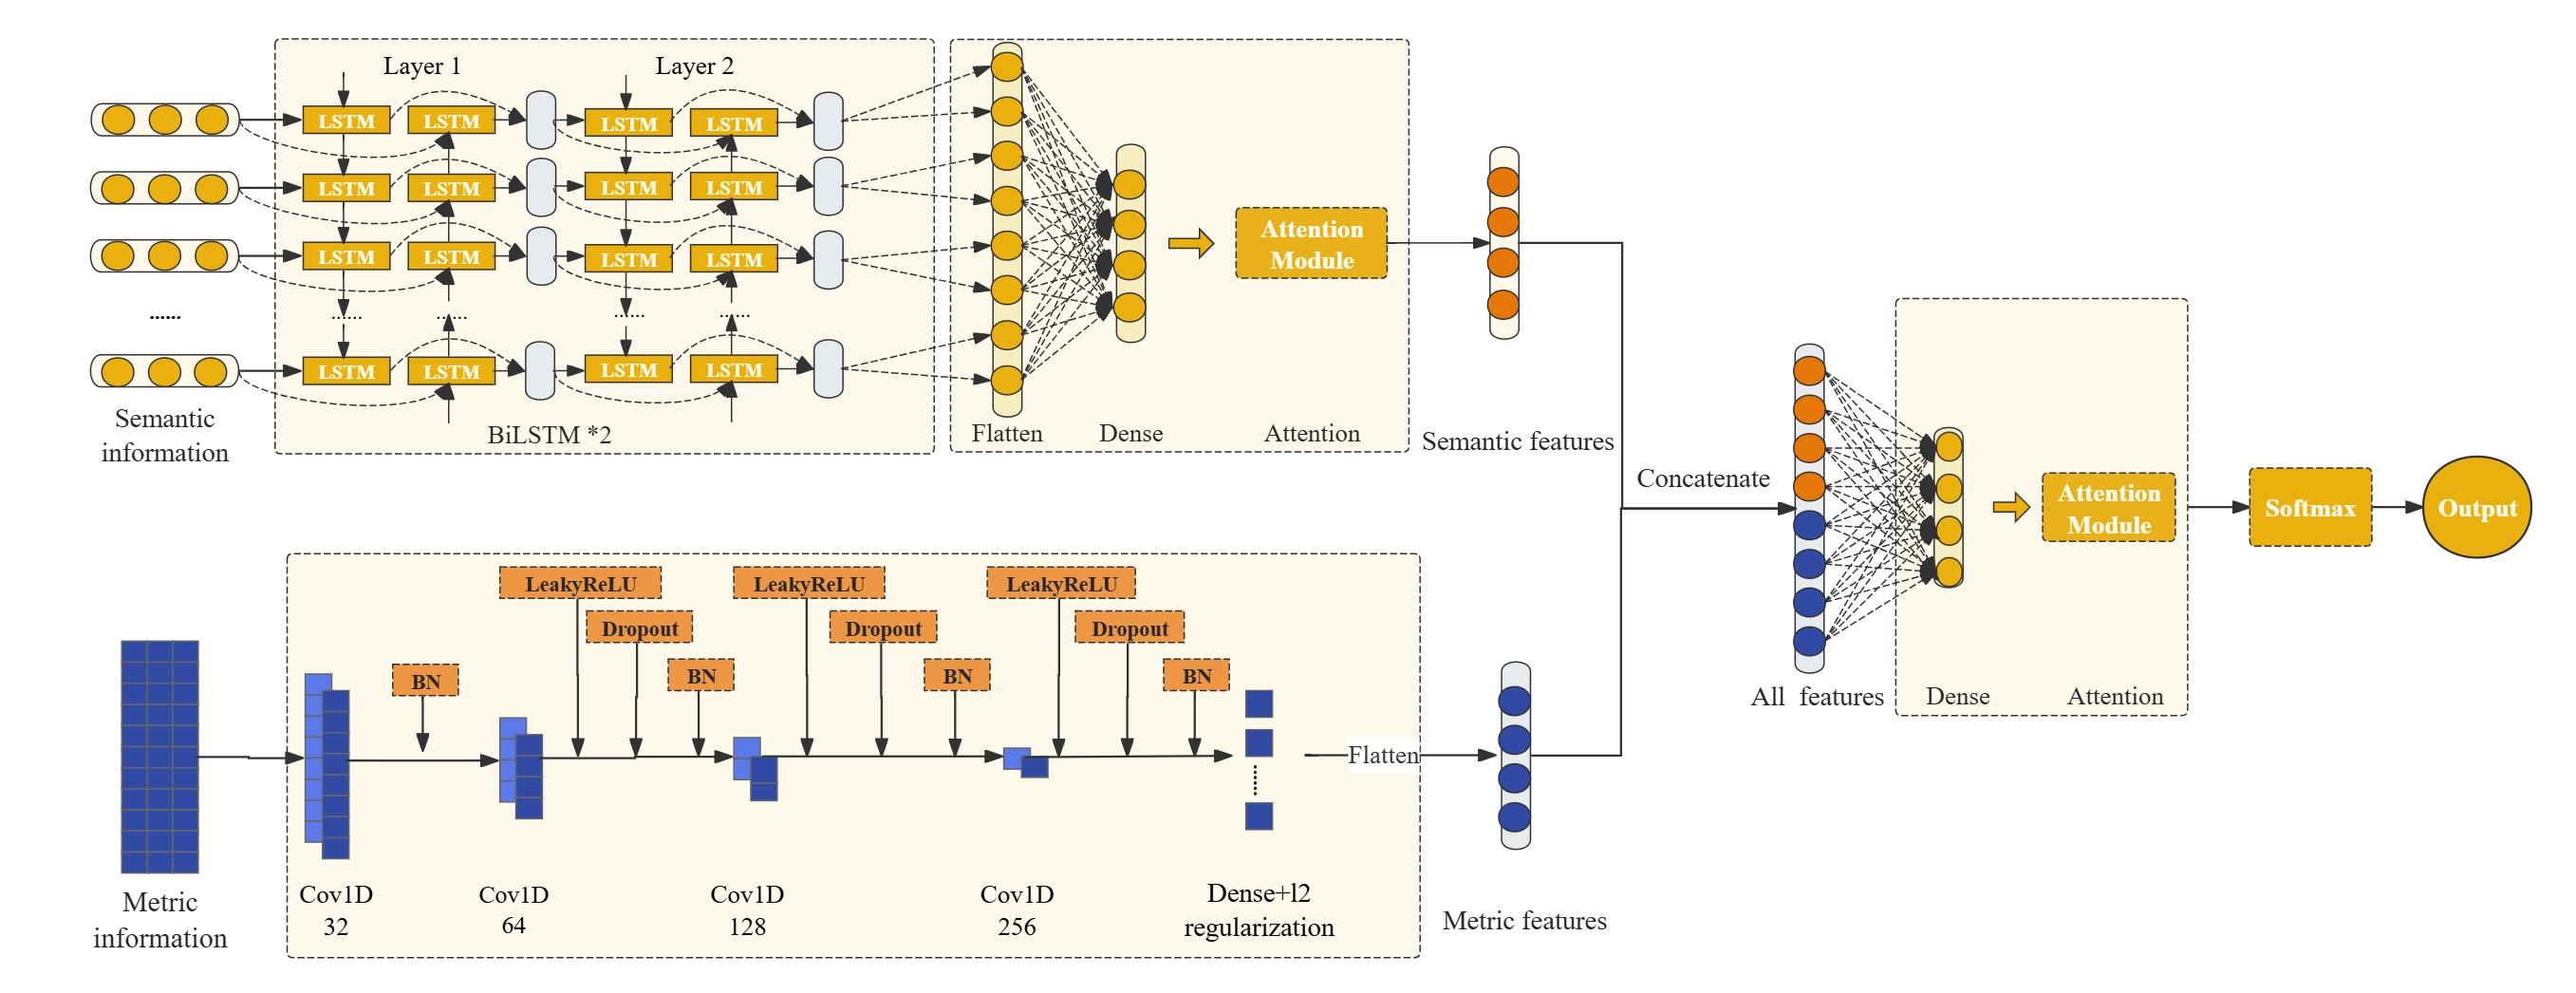 Layer 1
Layer 2
LSTM
LSTM
LSTM
LSTM
LSTM
LSTM
LSTM
LSTM
LSTM
LSTM
LSTM
LSTM
......
......
......
......
......
LSTM
LSTM
LSTM
LSTM
Semantic
information
BiLSTM *2
Attention
Module
Flatten
Dense
Attention
Semantic features
Concatenate
LeakyReLU
LeakyReLU
LeakyReLU
Dropout
Dropout
Dropout
BN
BN
BN
BN
Flatten
Metric
information
Cov1D
32
Cov1D
64
Cov1D
128
Cov1D
256
Dense+l2
regularization
Metric features
All features
Attention
Module
Dense
Attention
Softmax
Output